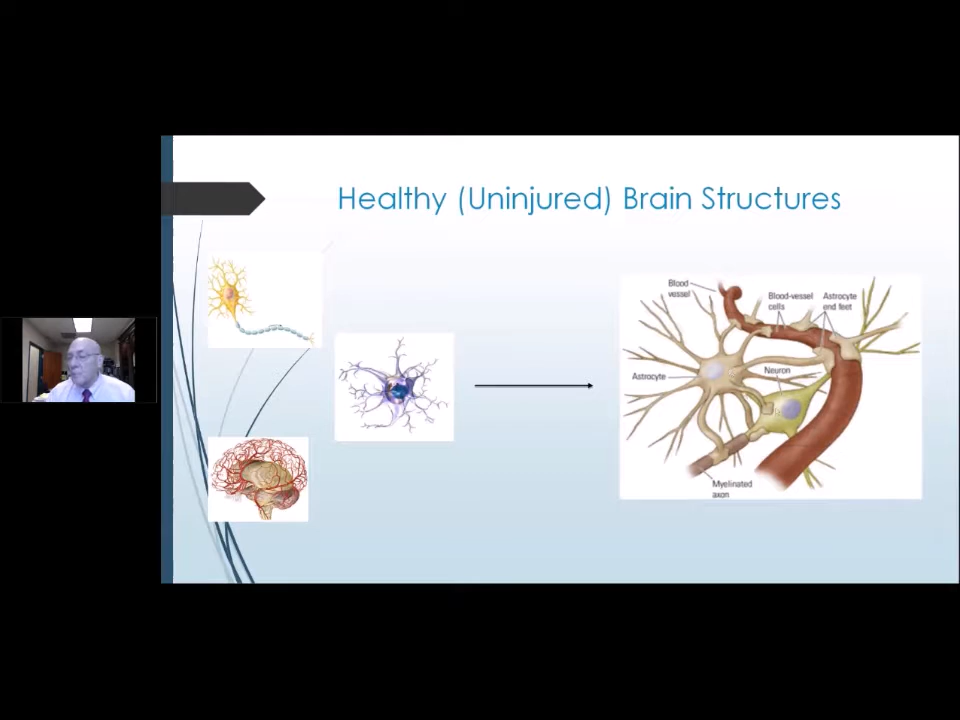 Healthy (Uninjured) Brain Structures
Blood
vessel
Blood-vessel
cells
Astrocyte
end feet
Astrocyte
Neuron
Myelinated
axon